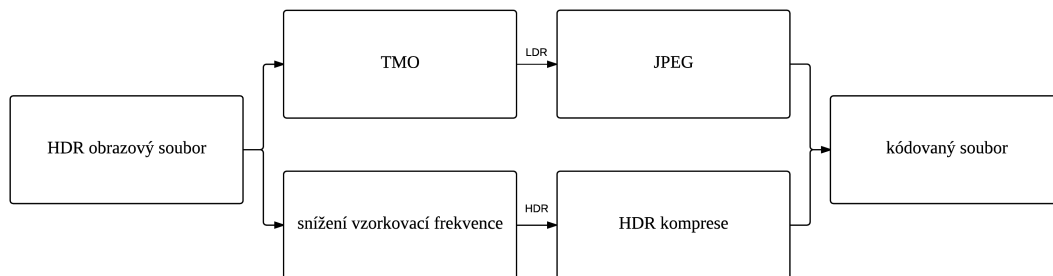 HDR obrazový soubor
TMO
LDR
JPEG
snížení vzorkovací frekvence
HDR
HDR komprese
kódovaný soubor